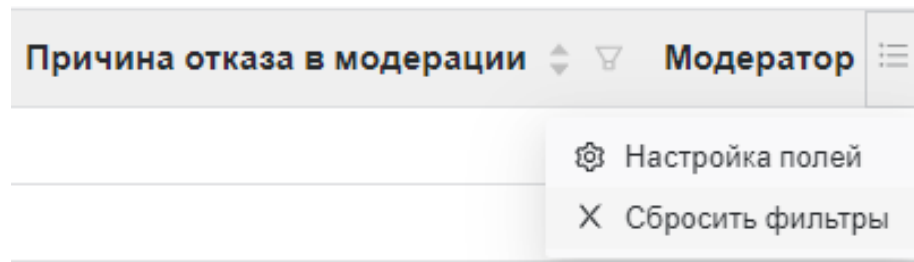 Причина отказа в модерации Модератор
Настройка полей
Сбросить фильтры